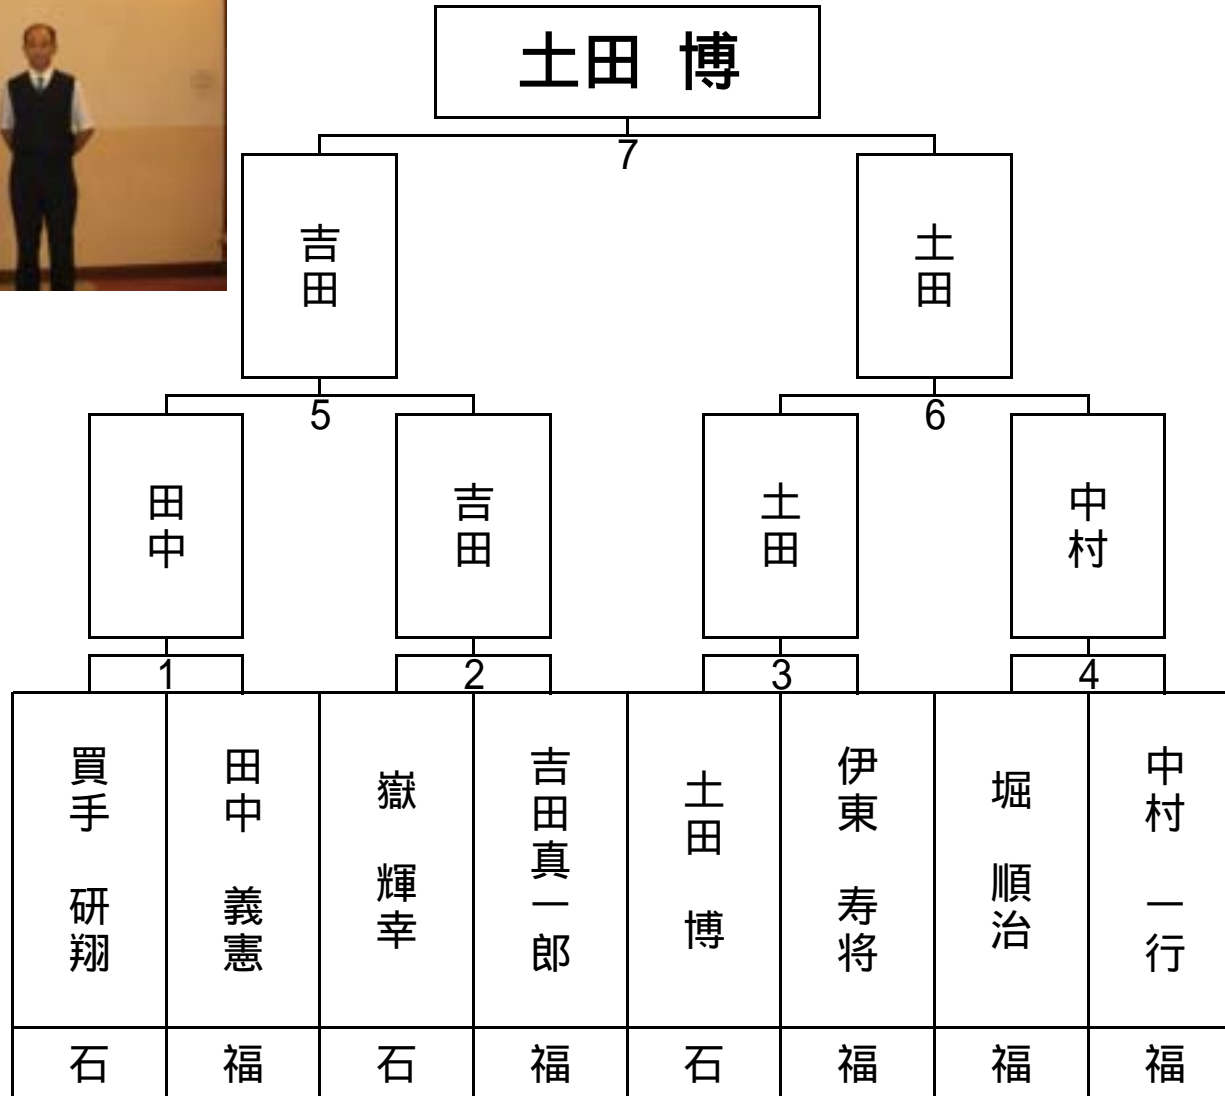 土田 博
7
吉田
土田
5
6
田中
吉田
土田
中村
1
2
3
4
買手 研翔
田中 義憲
嶽 輝幸
吉田真一郎
土田 博
伊東 寿将
堀 順治
中村 一行
石
福
石
福
石
福
福
福